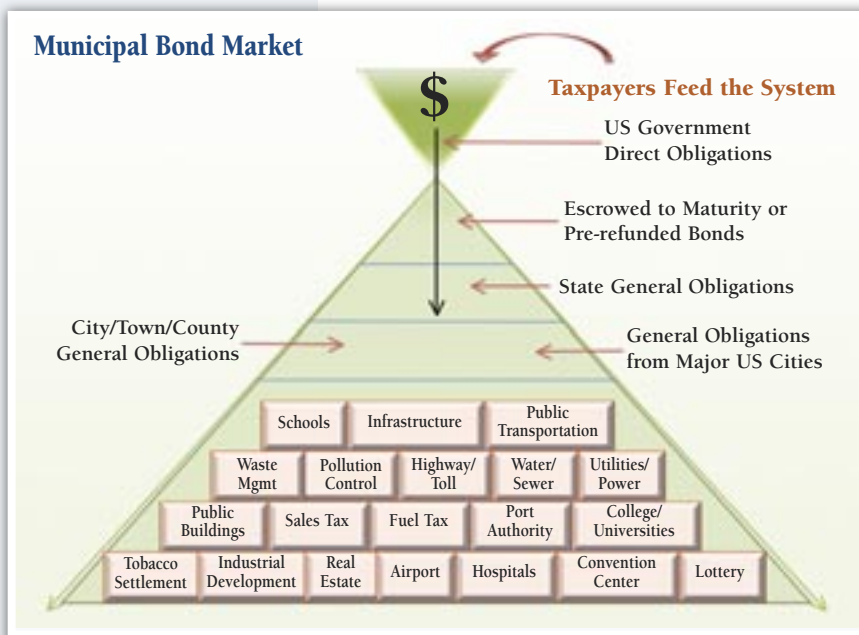 Municipal Bond Market
$
Taxpayers Feed the System
US Government
Direct Obligations
Escrowed to Maturity or
Pre-refunded Bonds
State General Obligations
City/Town/County
General Obligations
General Obligations
from Major US Cities
Schools
Infrastructure
Public
Transportation
Waste
Mgmt
Pollution
Control
Highway/
Toll
Water/
Sewer
Utilities/
Power
Public
Buildings
Sales Tax
Fuel Tax
Port
Authority
College/
Universities
Tobacco
Settlement
Industrial
Development
Real
Estate
Airport
Hospitals
Convention
Center
Lottery